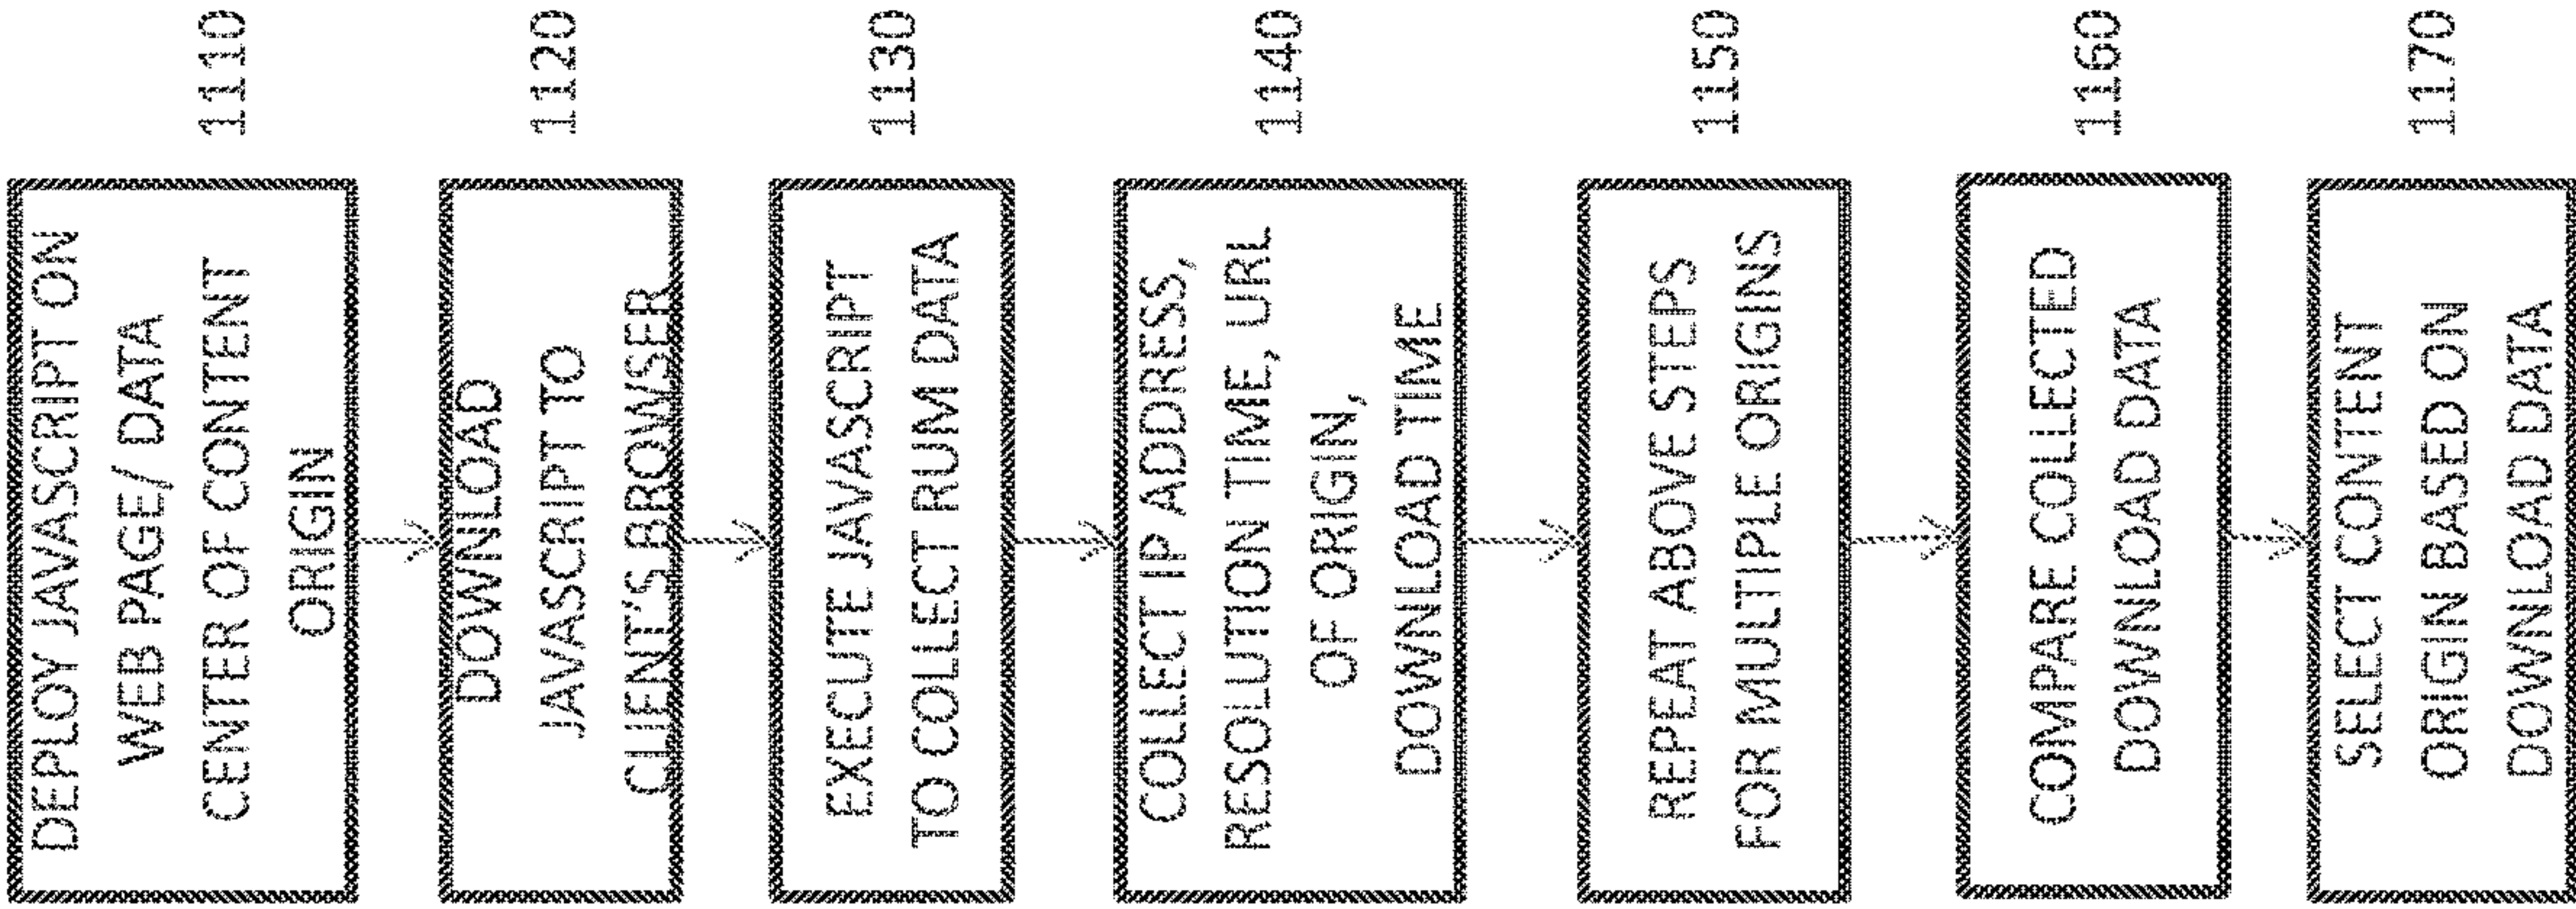 DEPLOY JAVASCRIPT ON
WEB PAGE/ DATA
CENTER OF CONTENT
ORIGIN
1110
DOWNLOAD
JAVASCRIPT TO
CLIENT'S BROWSER
1120
EXECUTE JAVASCRIPT
TO COLLECT RUM DATA
1130
COLLECT IP ADDRESS,
RESOLUTION TIME, URL
OF ORIGIN,
DOWNLOAD TIME
1140
REPEAT ABOVE STEPS
FOR MULTIPLE ORIGINS
1150
COMPARE COLLECTED
DOWNLOAD DATA
1160
SELECT CONTENT
ORIGIN BASED ON
DOWNLOAD DATA
1170